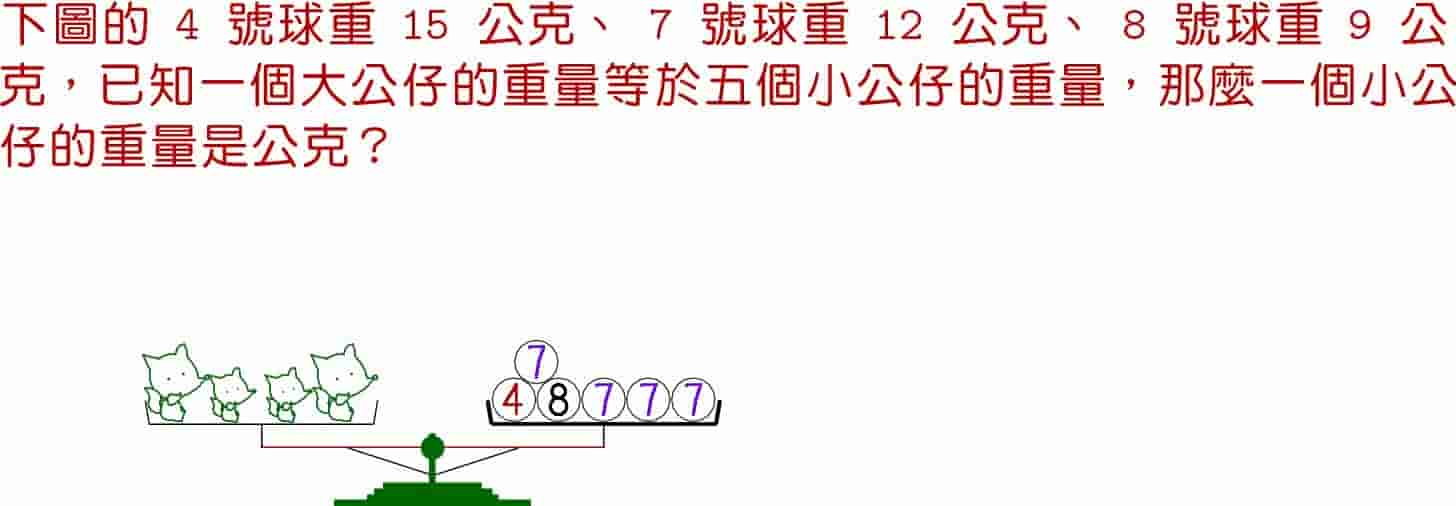 下圖的 4 號球重 15 公克、 7 號球重 12 公克、 8 號球重 9 公
克，已知一個大公仔的重量等於五個小公仔的重量，那麼一個小公
仔的重量是公克？
7
4 8 7 7 7